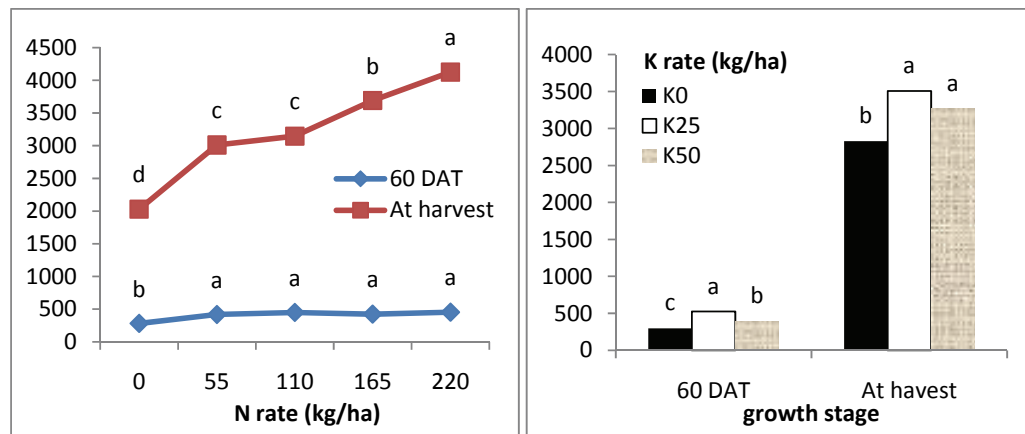 4500
4000
3500
3000
2500
2000
1500
1000
500
0
d
c
c
b
a
60 DAT
At harvest
b
a
a
a
a
0 55 110 165 220
N rate (kg/ha)
4000
3500
3000
2500
2000
1500
1000
500
0
K rate (kg/ha)
K0
K25
K50
c
a
b
b
a
a
60 DAT At havest
growth stage